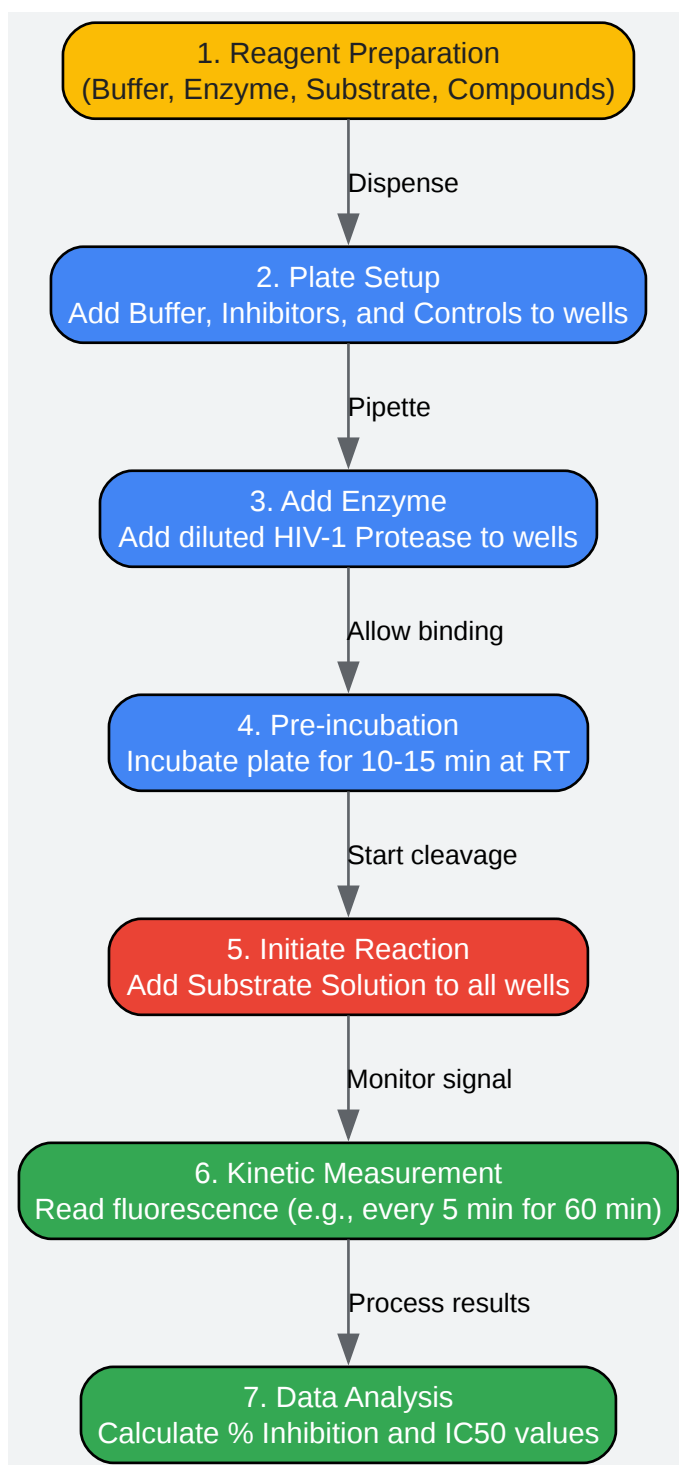 1. Reagent Preparation
(Buffer, Enzyme, Substrate, Compounds)
Dispense
2. Plate Setup
Add Buffer, Inhibitors, and Controls to wells
Pipette
3. Add Enzyme
Add diluted HIV-1 Protease to wells
Allow binding
4. Pre-incubation
Incubate plate for 10-15 min at RT
Start cleavage
5. Initiate Reaction
Add Substrate Solution to all wells
Monitor signal
6. Kinetic Measurement
Read fluorescence (e.g., every 5 min for 60 min)
Process results
7. Data Analysis
Calculate % Inhibition and IC50 values